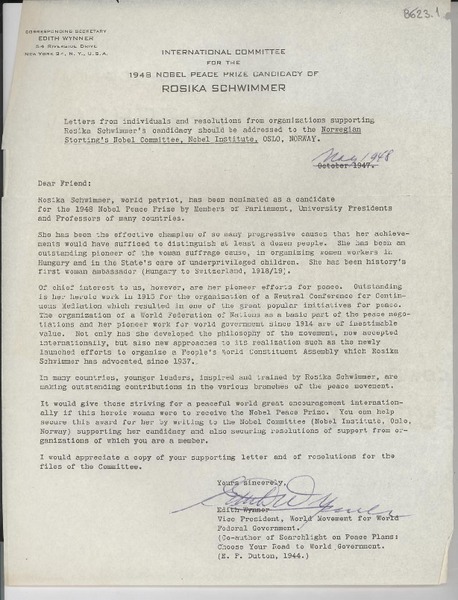 8623.1
CORRESPONDING SECRETARY
EDITH WYNNER
54 RIVERSIDE DRIVE
NEW YORK 24, N. Y., U. S. A.
INTERNATIONAL COMMITTEE
FOR THE
1948 NOBEL PEACE PRIZE CANDIDACY OF
ROSIKA SCHWIMMER
Letters from individuals and resolutions from organizations supporting
Rosika Schwimmer's candidacy should be addressed to the Norwegian
Storting's Nobel Committee, Nobel Institute, OSLO, NORWAY.
May 1948
October 1947.
Dear Friend:
Rosika Schwimmer, world patriot, has been nominated as a candidate
for the 1948 Nobel Peace Prize by Members of Parliament, University Presidents
and Professors of many countries.
She has been the effective champion of so many progressive causes that her achieve-
ments would have sufficed to distinguish at least a dozen people. She has been an
outstanding pioneer of the woman suffrage cause, in organizing women workers in
Hungary and in the State's care of underprivileged children. She has been history's
first woman ambassador (Hungary to Switzerland, 1918/19).
Of chief interest to us, however, are her pioneer efforts for peace. Outstanding
is her heroic work in 1915 for the organization of a Neutral Conference for Contin-
uous Mediation which resulted in one of the great popular initiatives for peace.
The organization of a World Federation of Nations as a basic part of the peace nego-
tiations and her pioneer work for world government since 1914 are of inestimable
value. Not only has she developed the philosophy of the movement, now accepted
internationally, but also new approaches to its realization such as the newly
launched efforts to organize a People's World Constituent Assembly which Rosika
Schwimmer has advocated since 1937.
In many countries, younger leaders, inspired and trained by Rosika Schwimmer, are
making outstanding contributions in the various branches of the peace movement.
It would give those striving for a peaceful world great encouragement internation-
ally if this heroic woman were to receive the Nobel Peace Prize. You can help
secure this award for her by writing to the Nobel Committee (Nobel Institute, Oslo,
Norway) supporting her candidacy and also securing resolutions of support from or-
ganizations of which you are a member.
I would appreciate a copy of your supporting letter and of resolutions for the
files of the Committee.
Yours sincerely,
Edith Wynner
Edith Wynner
Vice President, World Movement for World
Federal Government.
(Co-author of Searchlight on Peace Plans:
Choose Your Road to World Government.
(E. P. Dutton, 1944.)